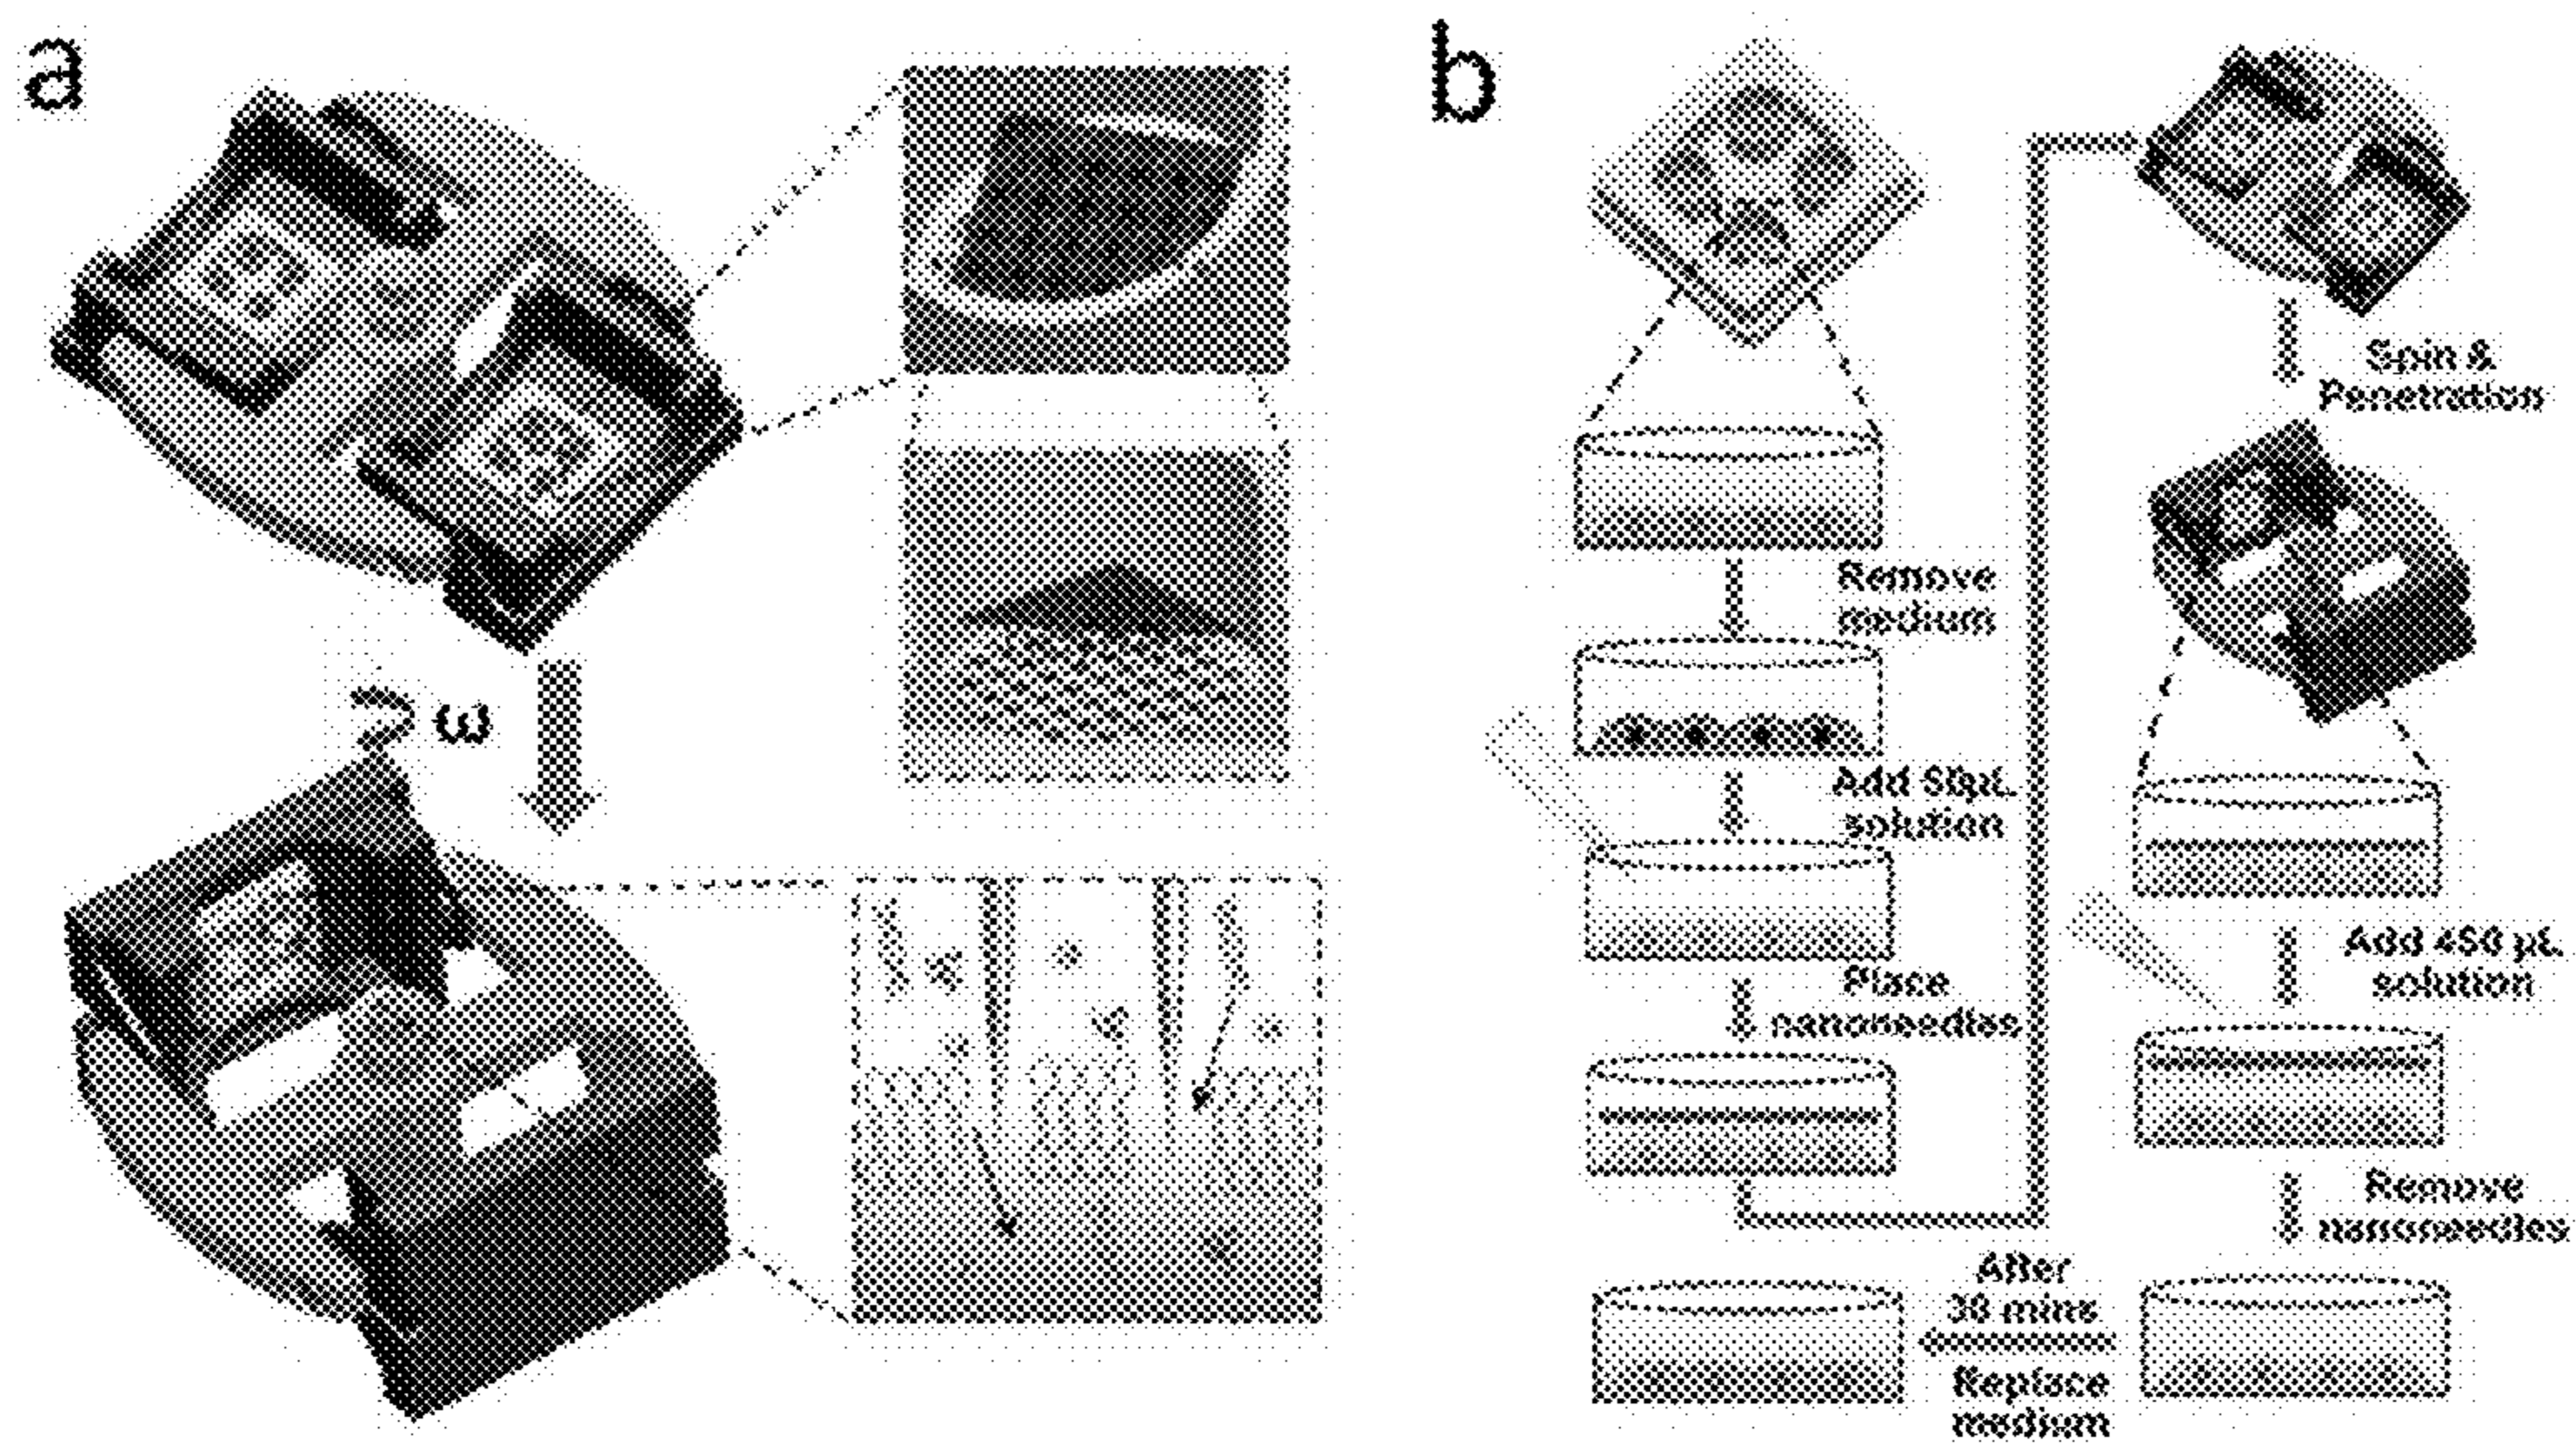 a
ω
b
Remove
medium
Add 50μL
solution
Place
nanoneedles
Spin &
Penetration
Add 450 μL
solution
Remove
nanoneedles
After
30 mins
Replace
medium